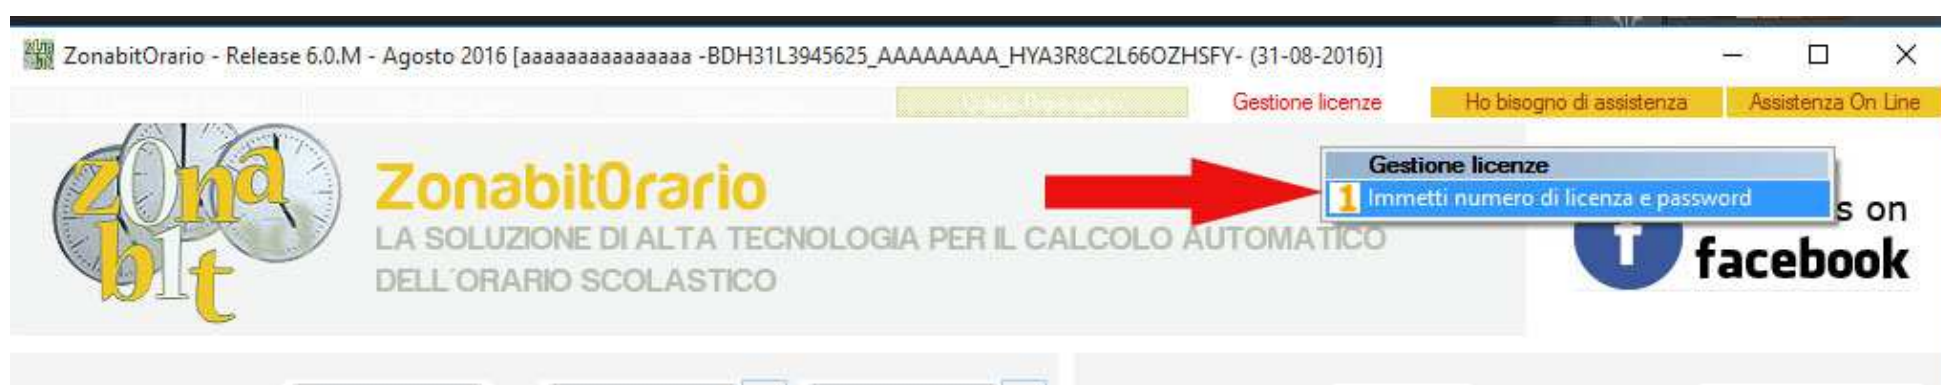 ZonabitOrario - Release 6.0.M - Agosto 2016 [aaaaaaaaaaaaaaa -BDH31L3945625_AAAAAAAA_HYA3R8C2L66OZHSFY- (31-08-2016)]
Gestione licenze Ho bisogno di assistenza Assistenza On Line
zona
bit
ZonabitOrario
LA SOLUZIONE DI ALTA TECNOLOGIA PER IL CALCOLO AUTOMATICO
DELL´ORARIO SCOLASTICO
Gestione licenze
1 Immetti numero di licenza e password
s on
facebook